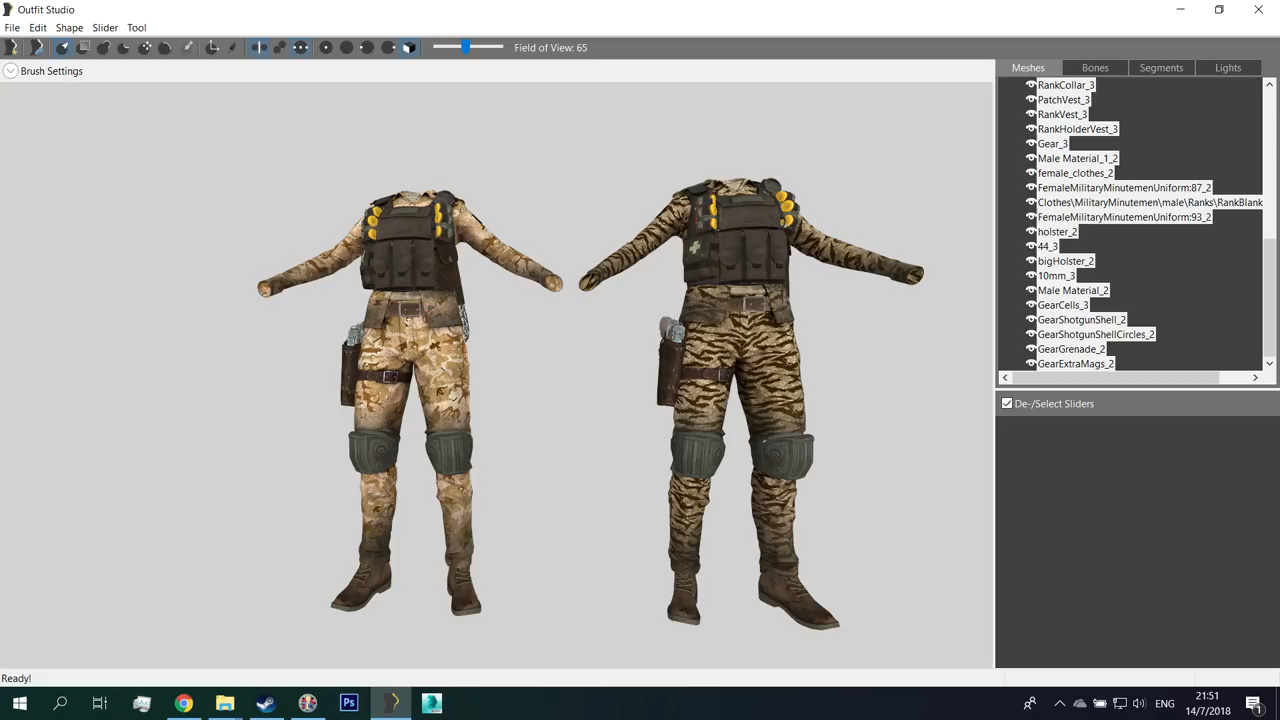 Outfit Studio
File Edit Shape Slider Tool
Field of View: 65
Brush Settings
Meshes Bones Segments Lights
RankCollar_3
PatchVest_3
RankVest_3
RankHolderVest_3
Gear_3
Male Material_1_2
female_clothes_2
FemaleMilitaryMinutemenUniform:87_2
Clothes\MilitaryMinutemen\male\Ranks\RankBlank
FemaleMilitaryMinutemenUniform:93_2
holster_2
44_3
bigHolster_2
10mm_3
Male Material_2
GearCells_3
GearShotgunShell_2
GearShotgunShellCircles_2
GearGrenade_2
GearExtraMags_2
De-/Select Sliders
Ready!
Ps
ENG
21:51
14/7/2018
1